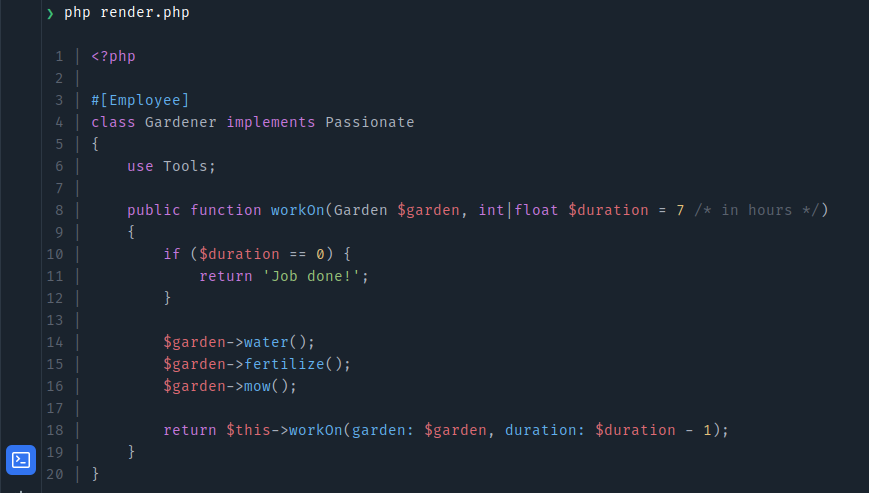 ❯ php render.php
1 | <?php
2 |
3 | #[Employee]
4 | class Gardener implements Passionate
5 | {
6 |     use Tools;
7 |
8 |     public function workOn(Garden $garden, int|float $duration = 7 /* in hours */)
9 |     {
10 |         if ($duration == 0) {
11 |             return 'Job done!';
12 |         }
13 |
14 |         $garden->water();
15 |         $garden->fertilize();
16 |         $garden->mow();
17 |
18 |         return $this->workOn(garden: $garden, duration: $duration - 1);
19 |     }
20 | }